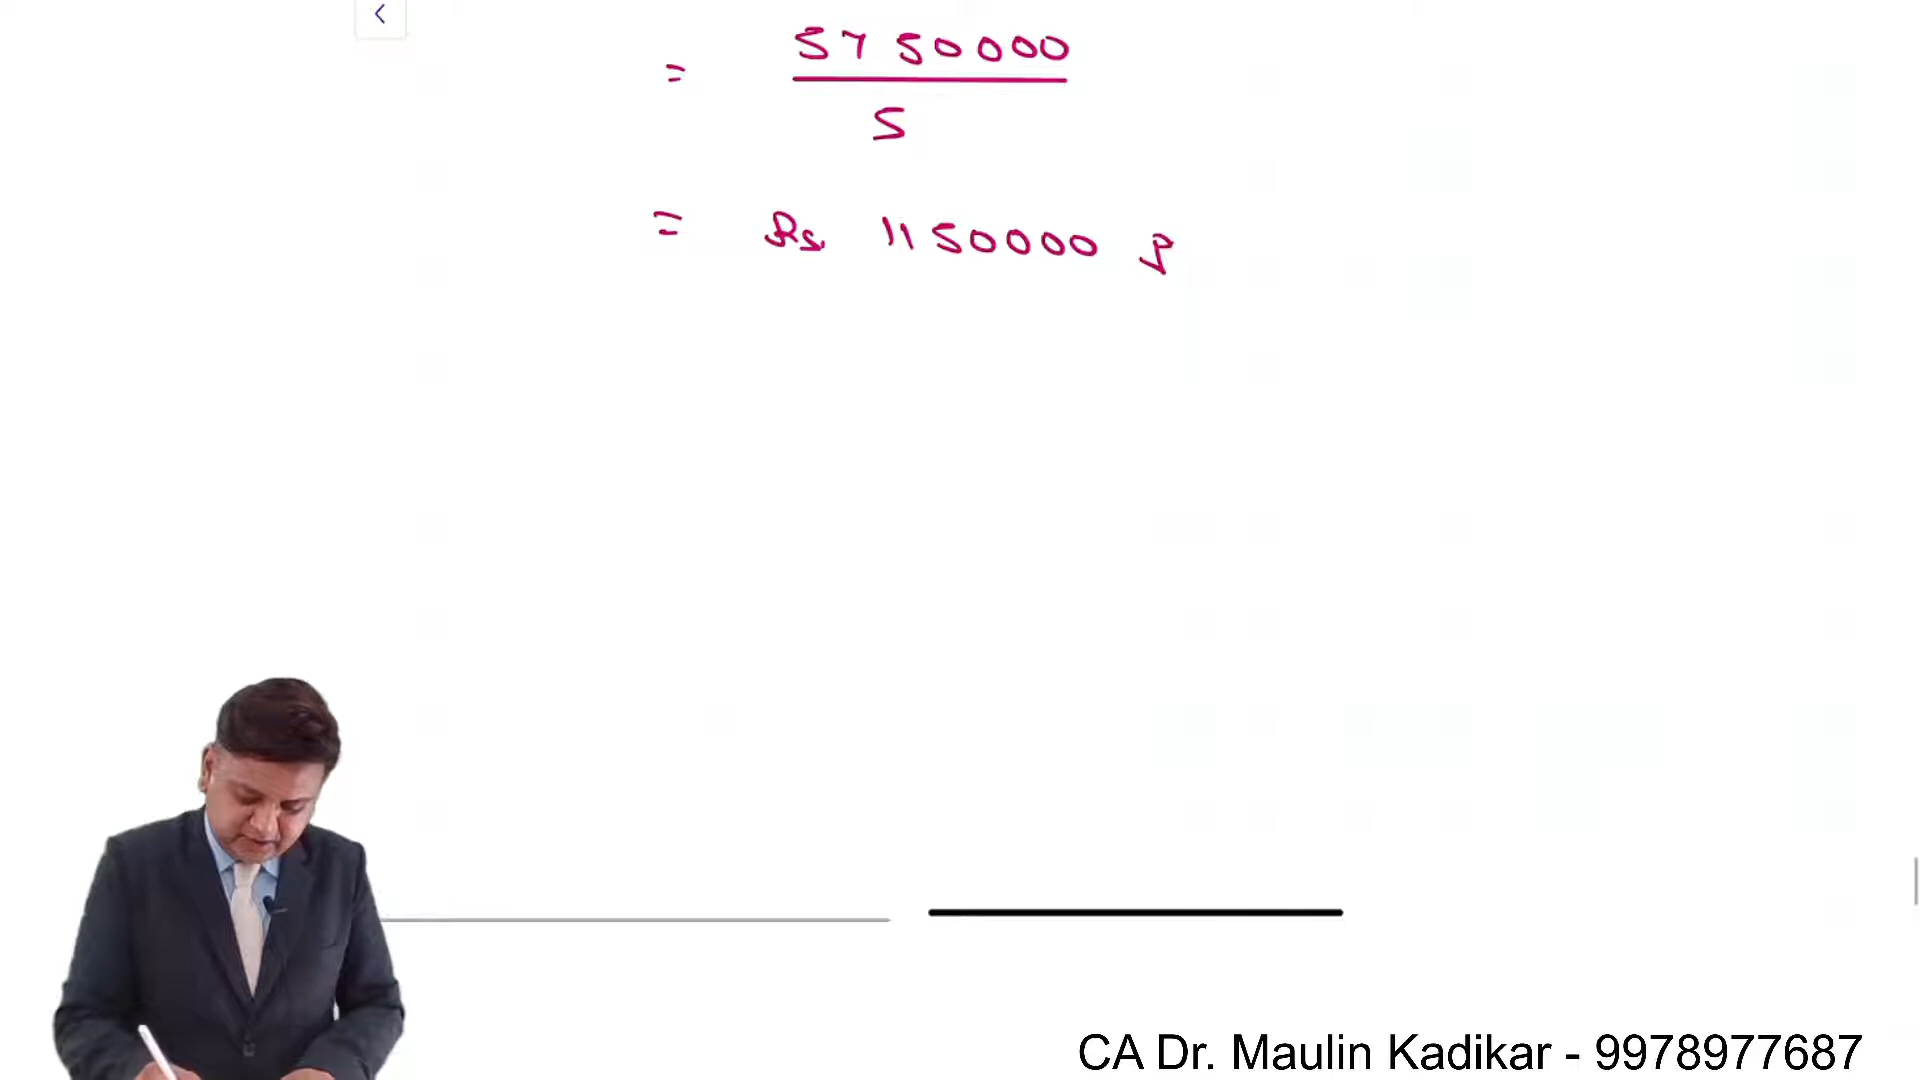 5750000
=
5
= Rs. 1150000
CA Dr. Maulin Kadikar - 9978977687